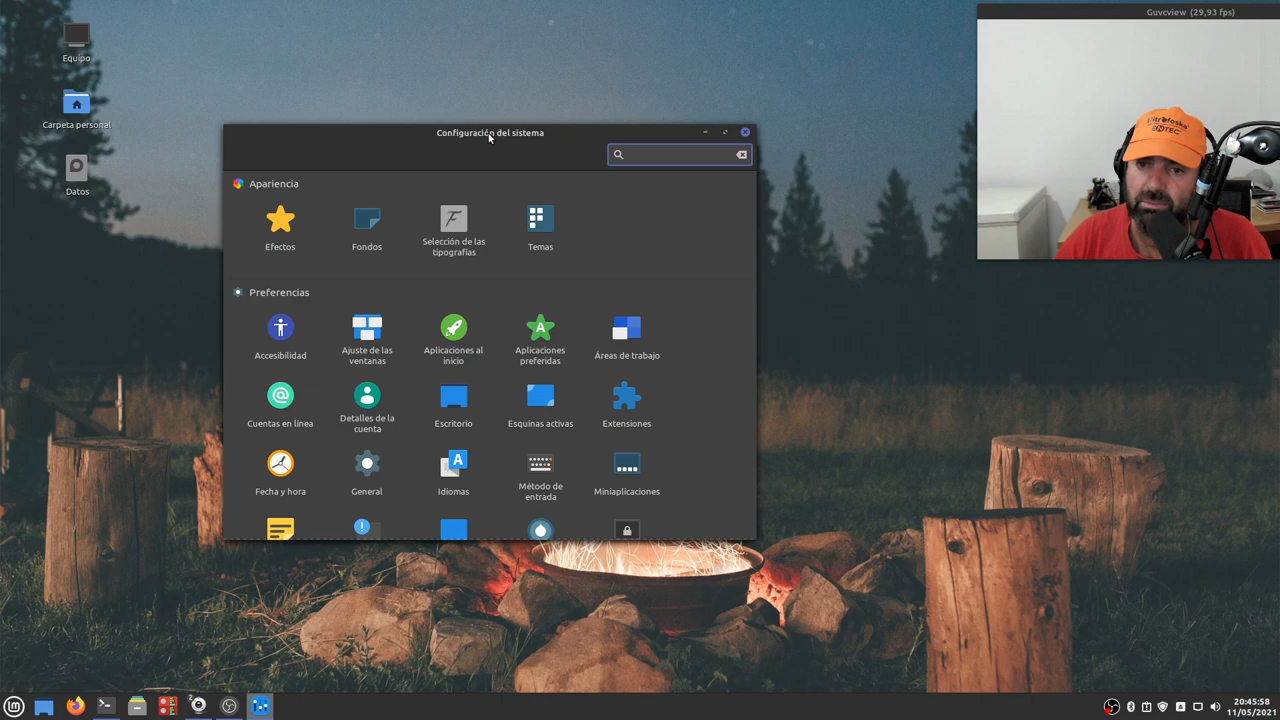 Guvcview (29,93 fps)
Equipo
Carpeta personal
Datos
Configuración del sistema
Apariencia
Efectos
Fondos
Selección de las
tipografías
Temas
Preferencias
Accesibilidad
Ajuste de las
ventanas
Aplicaciones al
inicio
Aplicaciones
preferidas
Áreas de trabajo
Cuentas en línea
Detalles de la
cuenta
Escritorio
Esquinas activas
Extensiones
Fecha y hora
General
Idiomas
Método de
entrada
Miniaplicaciones
2
20:45:58
11/05/2021